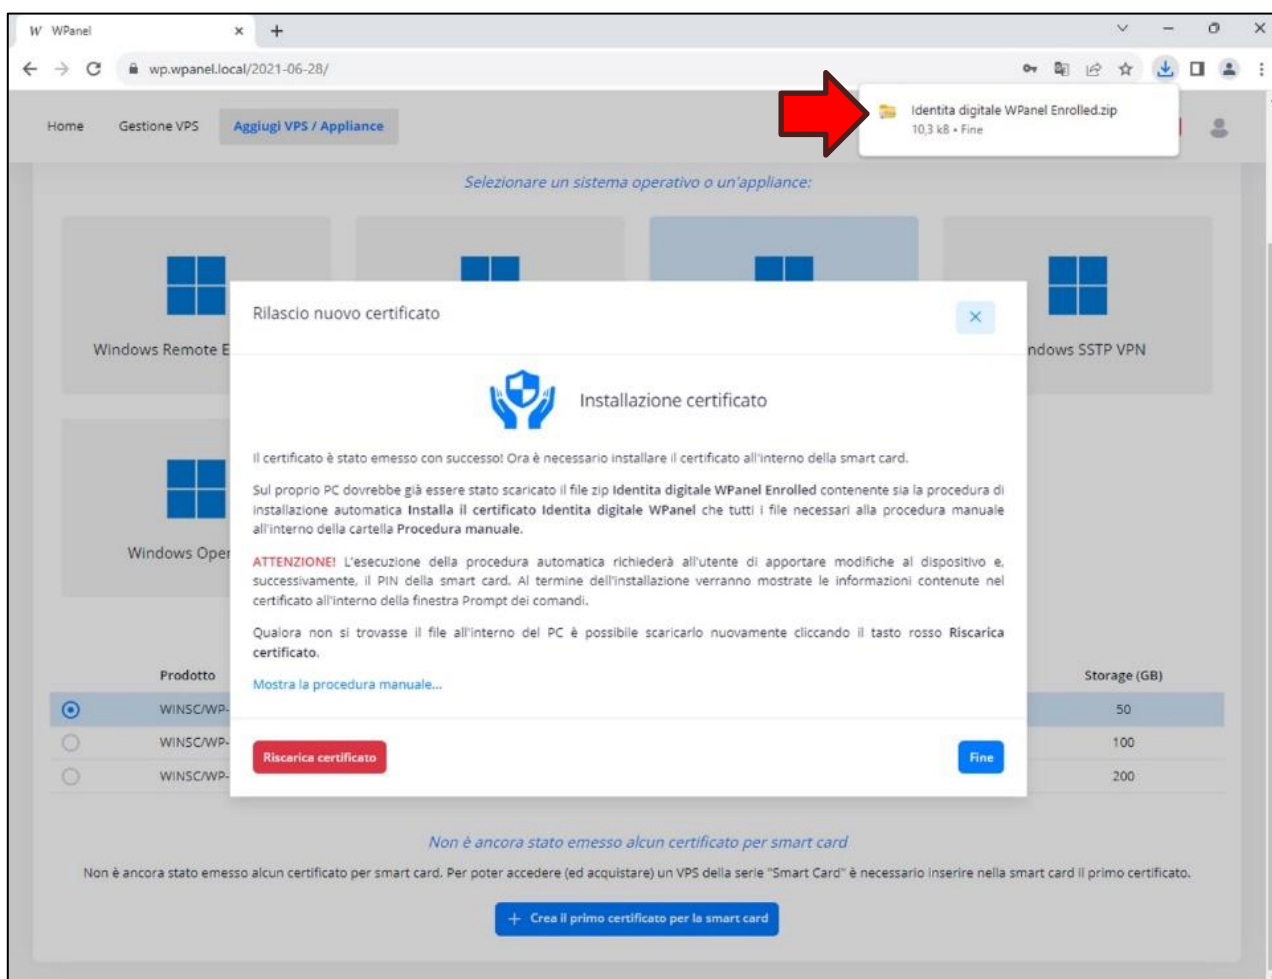 W WPanel
wp.wpanel.local/2021-06-28/
Identita digitale WPanel Enrolled.zip
10,3 kB • Fine
Home Gestione VPS Aggiugi VPS / Appliance
Selezionare un sistema operativo o un'appliance:
Windows Remote E
ndows SSTP VPN
Windows Oper
Rilascio nuovo certificato
Installazione certificato
Il certificato è stato emesso con successo! Ora è necessario installare il certificato all'interno della smart card.
Sul proprio PC dovrebbe già essere stato scaricato il file zip Identita digitale WPanel Enrolled contenente sia la procedura di
installazione automatica Installa il certificato Identita digitale WPanel che tutti i file necessari alla procedura manuale
all'interno della cartella Procedura manuale.
ATTENZIONE! L'esecuzione della procedura automatica richiederà all'utente di apportare modifiche al dispositivo e,
successivamente, il PIN della smart card. Al termine dell'installazione verranno mostrate le informazioni contenute nel
certificato all'interno della finestra Prompt dei comandi.
Qualora non si trovasse il file all'interno del PC è possibile scaricarlo nuovamente cliccando il tasto rosso Riscarica
certificato.
Mostra la procedura manuale...
Riscarica certificato Fine
Prodotto Storage (GB)
WINSC/WP- 50
WINSC/WP- 100
WINSC/WP- 200
Non è ancora stato emesso alcun certificato per smart card
Non è ancora stato emesso alcun certificato per smart card. Per poter accedere (ed acquistare) un VPS della serie "Smart Card" è necessario inserire nella smart card il primo certificato.
+ Crea il primo certificato per la smart card